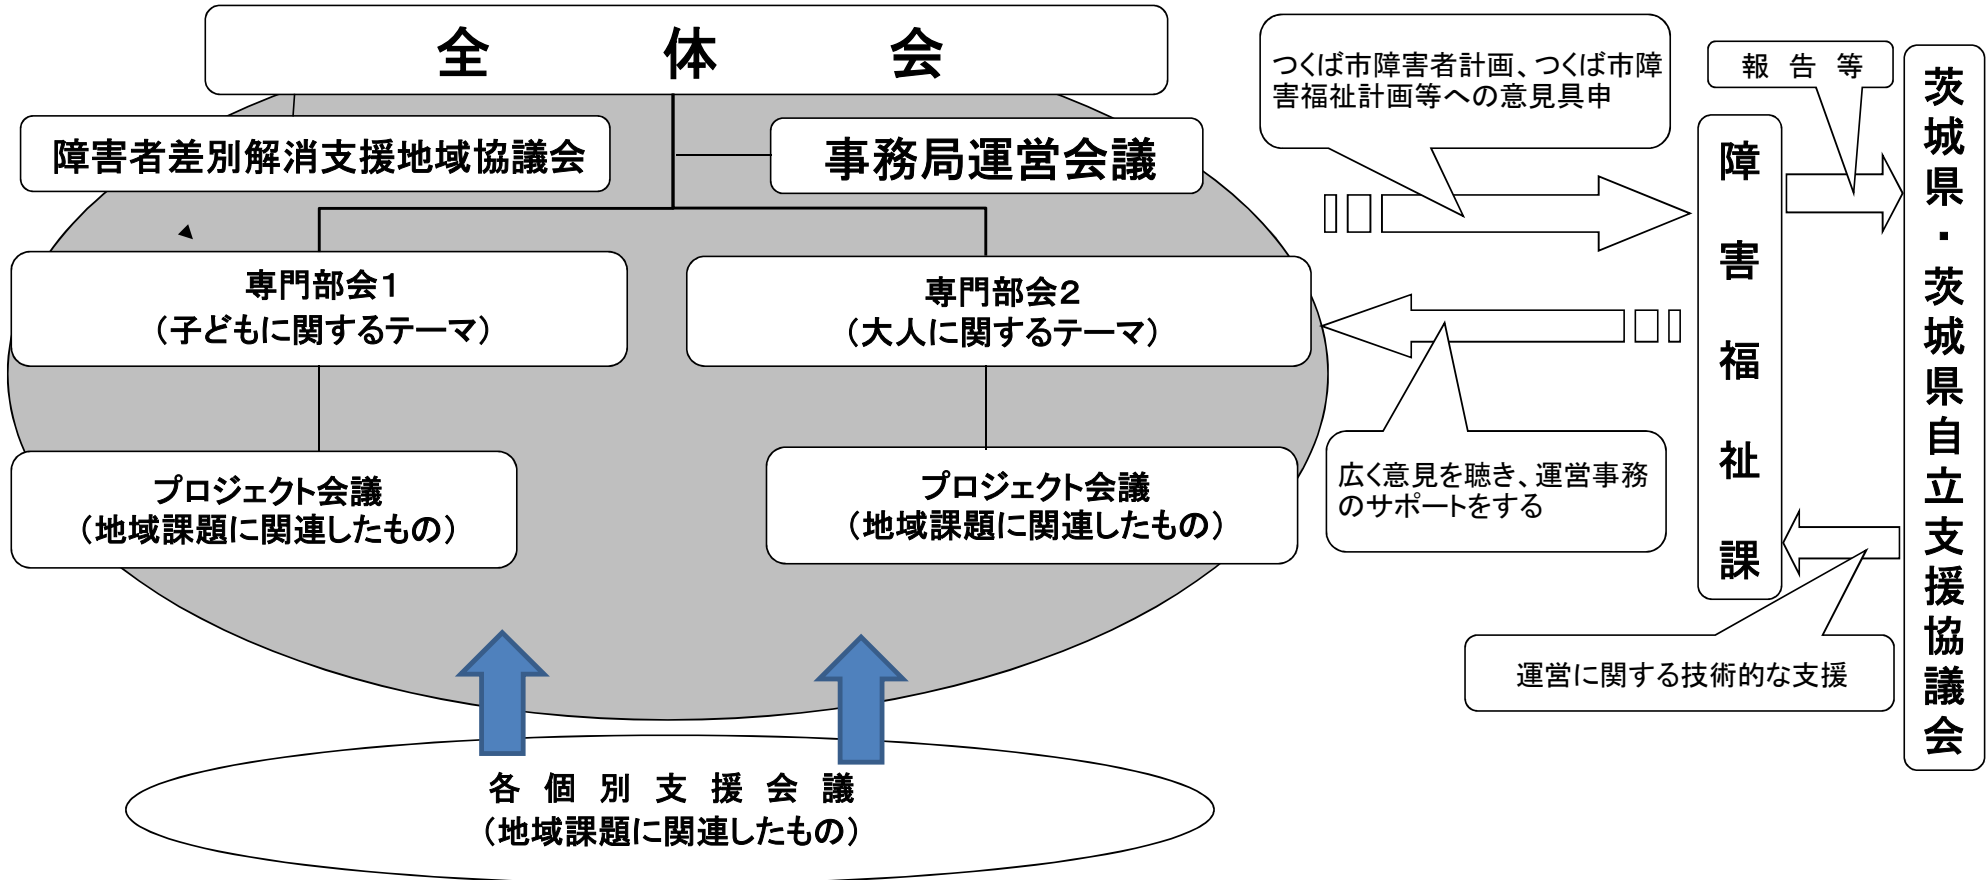 全 体 会
障害者差別解消支援地域協議会
事務局運営会議
専門部会1
（子どもに関するテーマ）
専門部会2
（大人に関するテーマ）
プロジェクト会議
（地域課題に関連したもの）
プロジェクト会議
（地域課題に関連したもの）
各 個 別 支 援 会 議
（地域課題に関連したもの）
つくば市障害者計画、つくば市障
害福祉計画等への意見具申
広く意見を聴き、運営事務
のサポートをする
障害福祉課
報 告 等
運営に関する技術的な支援
茨城県・茨城県自立支援協議会